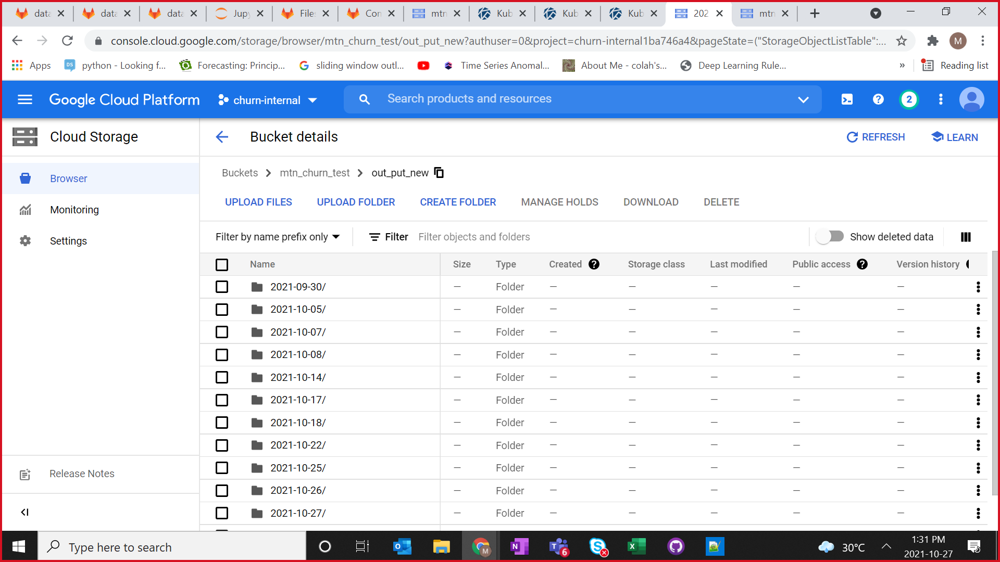 data data data Jupy Files Con mtn Kub Kub Kub 202 mtn
console.cloud.google.com/storage/browser/mtn_churn_test/out_put_new?authuser=0&project=churn-internal1ba746a4&pageState=("StorageObjectListTable":... M
Apps DS python - Looking f... Forecasting: Princip... sliding window outl... Time Series Anomal... About Me - colah's... Deep Learning Rule... » Reading list
Google Cloud Platform churn-internal Search products and resources ? 2
Cloud Storage Bucket details REFRESH LEARN
Buckets mtn_churn_test out_put_new
Browser
UPLOAD FILES UPLOAD FOLDER CREATE FOLDER MANAGE HOLDS DOWNLOAD DELETE
Monitoring
Filter by name prefix only Filter Filter objects and folders Show deleted data
Settings
Name Size Type Created ? Storage class Last modified Public access ? Version history
2021-09-30/ — Folder — — — — —
2021-10-05/ — Folder — — — — —
2021-10-07/ — Folder — — — — —
2021-10-08/ — Folder — — — — —
2021-10-14/ — Folder — — — — —
2021-10-17/ — Folder — — — — —
2021-10-18/ — Folder — — — — —
2021-10-22/ — Folder — — — — —
2021-10-25/ — Folder — — — — —
Release Notes
2021-10-26/ — Folder — — — — —
2021-10-27/ — Folder — — — — —
Type here to search M N 6 S X 30°C 1:31 PM
2021-10-27